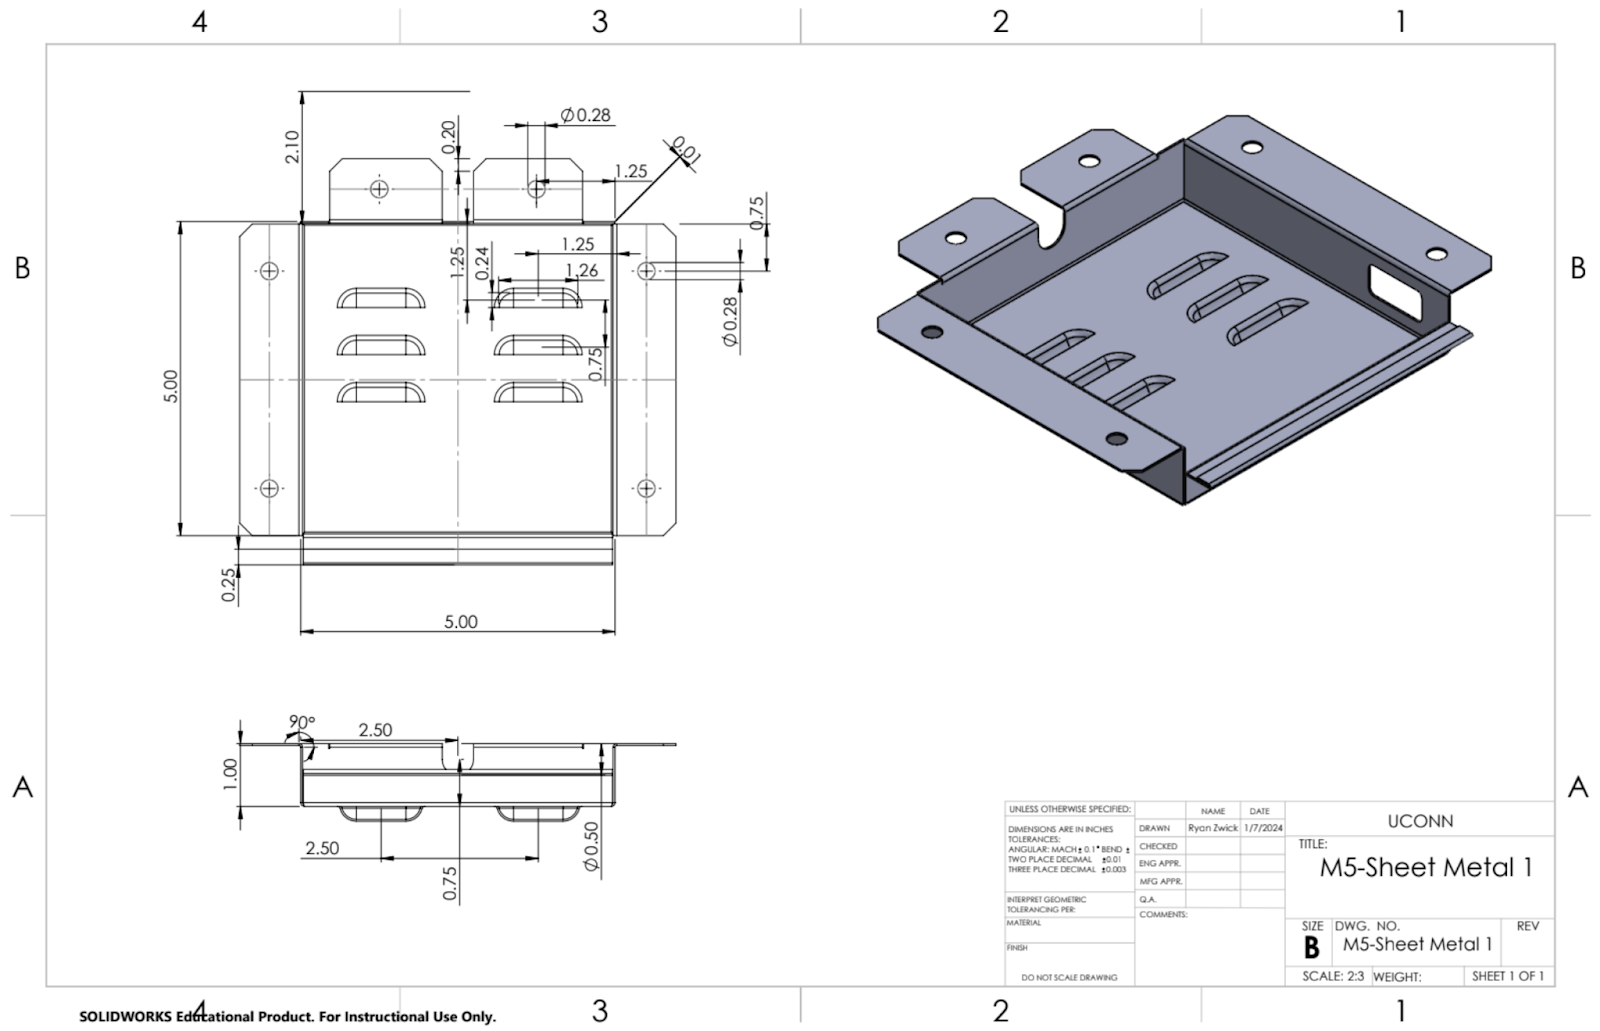 4 3 2 1
B B
A A
2.10
0.20
Ø0.28
0.01
1.25
0.75
1.25
0.24
1.25
1.26
Ø0.28
0.75
5.00
0.25
5.00
90°
2.50
1.00
2.50
0.75
Ø0.50
UNLESS OTHERWISE SPECIFIED:
DIMENSIONS ARE IN INCHES
TOLERANCES:
ANGULAR: MACH± 0.1° BEND ±
TWO PLACE DECIMAL ±0.01
THREE PLACE DECIMAL ±0.003
INTERPRET GEOMETRIC
TOLERANCING PER:
MATERIAL
FINISH
DO NOT SCALE DRAWING
NAME DATE
DRAWN Ryan Zwick 1/7/2024
CHECKED
ENG APPR.
MFG APPR.
Q.A.
COMMENTS:
UCONN
TITLE:
M5-Sheet Metal 1
SIZE DWG. NO. REV
B M5-Sheet Metal 1
SCALE: 2:3 WEIGHT: SHEET 1 OF 1
4 3 2 1
SOLIDWORKS Educational Product. For Instructional Use Only.